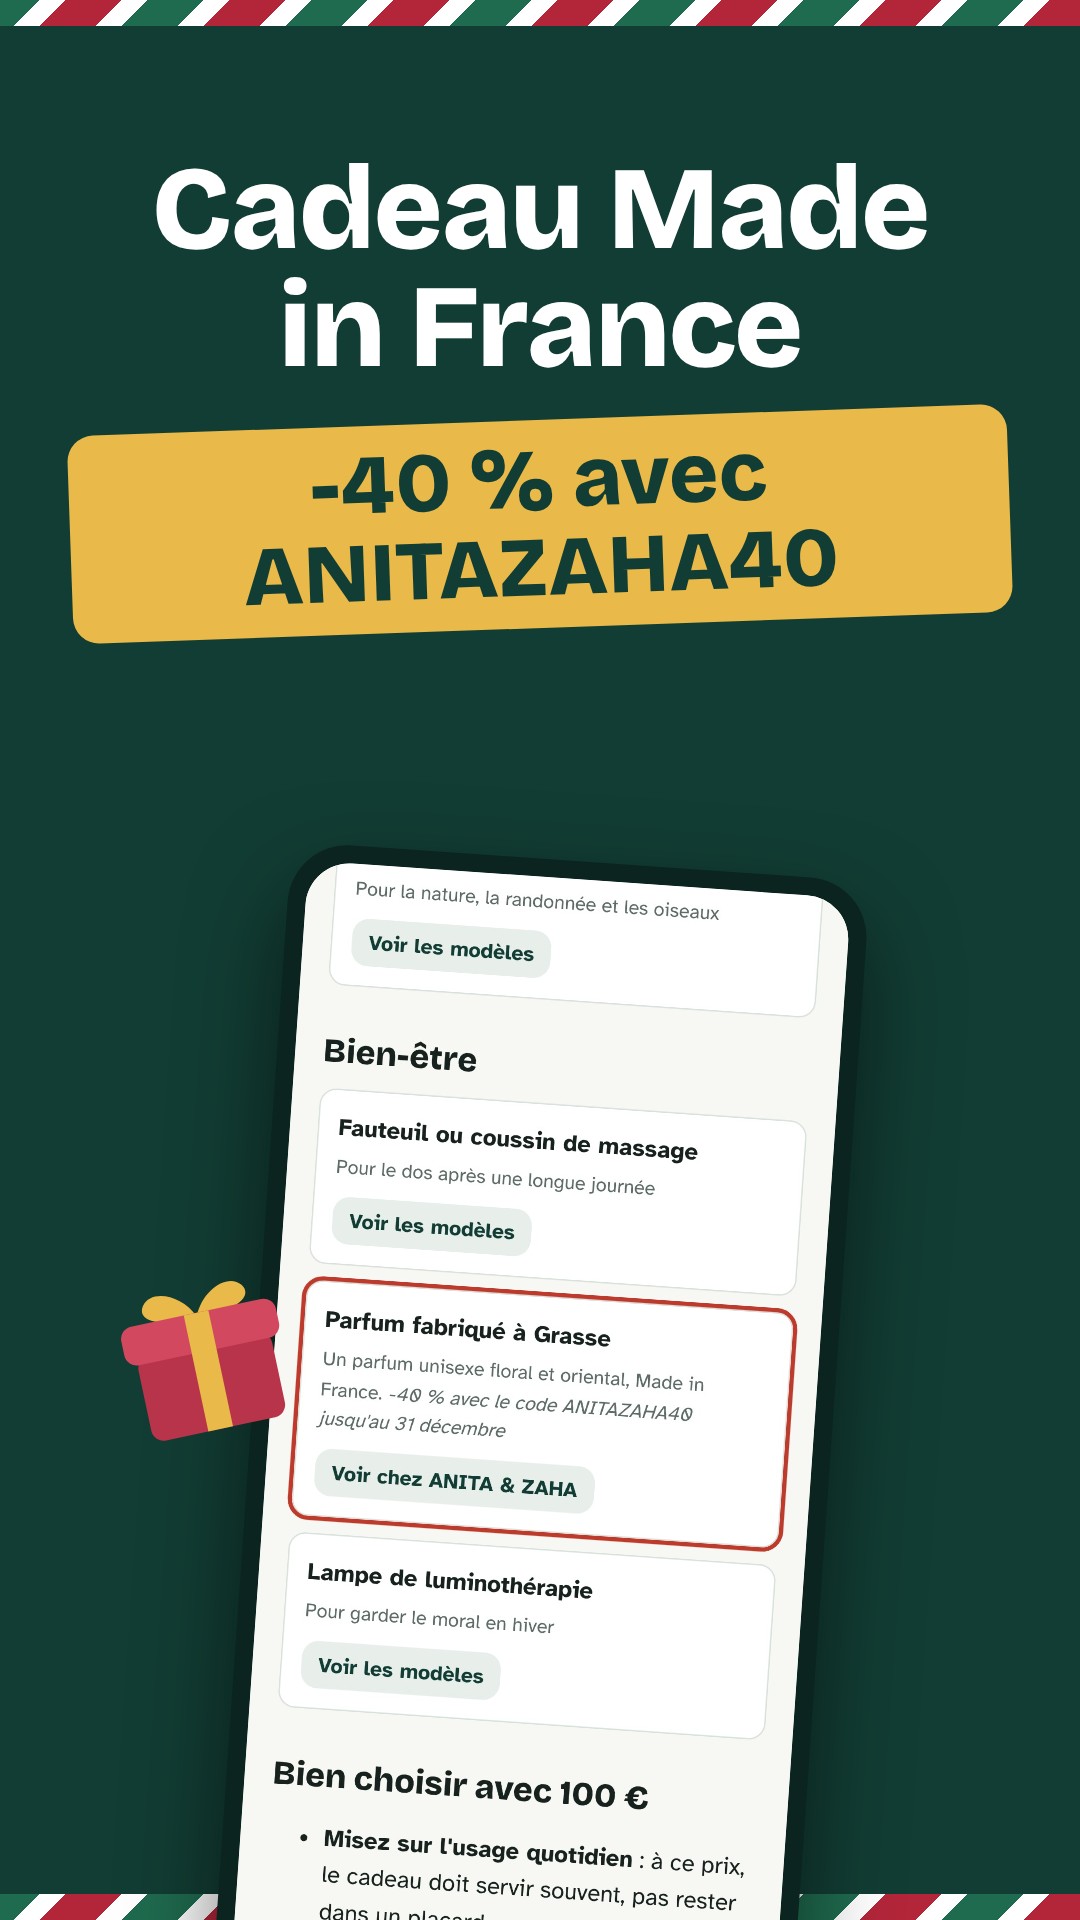 Cadeau Made
in France
-40 % avec
ANITAZAHA40
Pour la nature, la randonnée et les oiseaux
Voir les modèles
Bien-être
Fauteuil ou coussin de massage
Pour le dos après une longue journée
Voir les modèles
Parfum fabriqué à Grasse
Un parfum unisexe floral et oriental, Made in
France. -40 % avec le code ANITAZAHA40
jusqu'au 31 décembre
Voir chez ANITA & ZAHA
Lampe de luminothérapie
Pour garder le moral en hiver
Voir les modèles
Bien choisir avec 100 €
• Misez sur l'usage quotidien : à ce prix,
le cadeau doit servir souvent, pas rester
dans un placard